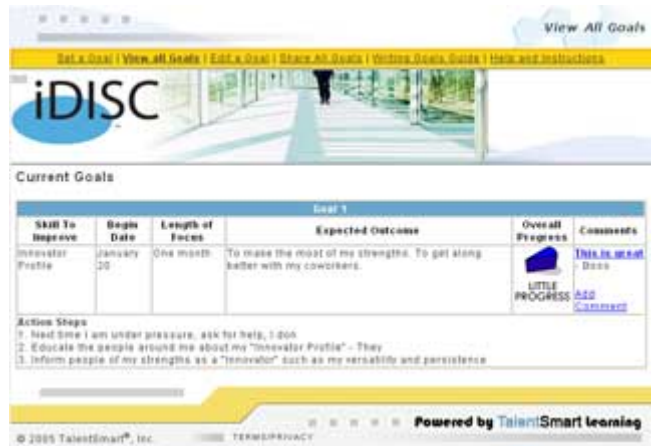 View All Goals
Set a Goal | View all Goals | Edit a Goal | Share All Goals | Writing Goals Guide | Help and Instructions
iDISC
Current Goals
Goal 1
Skill To Improve Begin Date Length of Focus Expected Outcome Overall Progress Comments
Innovator Profile January 20 One month To make the most of my strengths. To get along better with my coworkers. LITTLE PROGRESS This is great - Boss Add Comment
Action Steps
1. Next time I am under pressure, ask for help, I don
2. Educate the people around me about my "Innovator Profile" - They
3. Inform people of my strengths as a "Innovator" such as my versatility and persistence
Powered by TalentSmart learning
© 2005 TalentSmart®, Inc. TERMS/PRIVACY